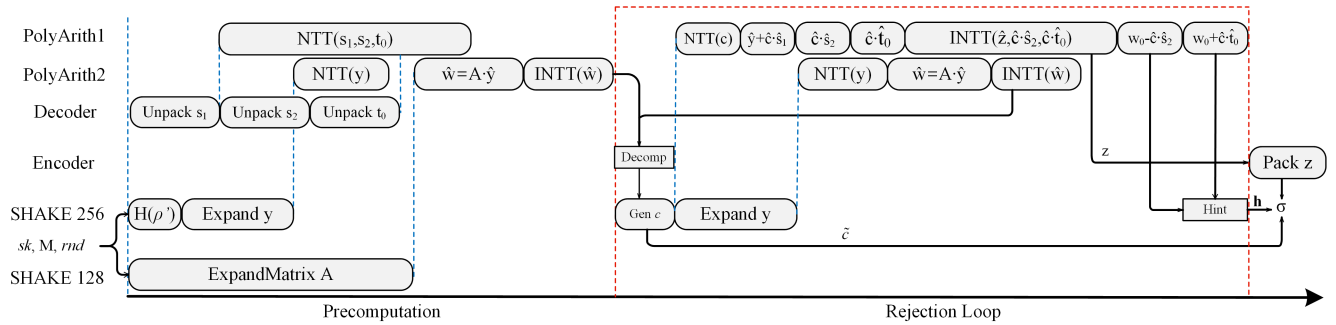 PolyArith1 NTT(s₁,s₂,t₀) NTT(c) ŷ+ĉ·ŝ₁ ĉ·ŝ₂ ĉ·t̂₀ INTT(ẑ,ĉ·ŝ₂,ĉ·t̂₀) w₀-ĉ·ŝ₂ w₀+ĉ·t̂₀
PolyArith2 NTT(y) ŵ=A·ŷ INTT(ŵ) NTT(y) ŵ=A·ŷ INTT(ŵ)
Decoder Unpack s₁ Unpack s₂ Unpack t₀
Encoder Decomp z Pack z
SHAKE 256 H(ρ’) Expand y Gen c Expand y Hint h σ
sk, M, rnd c̃
SHAKE 128 ExpandMatrix A
Precomputation Rejection Loop